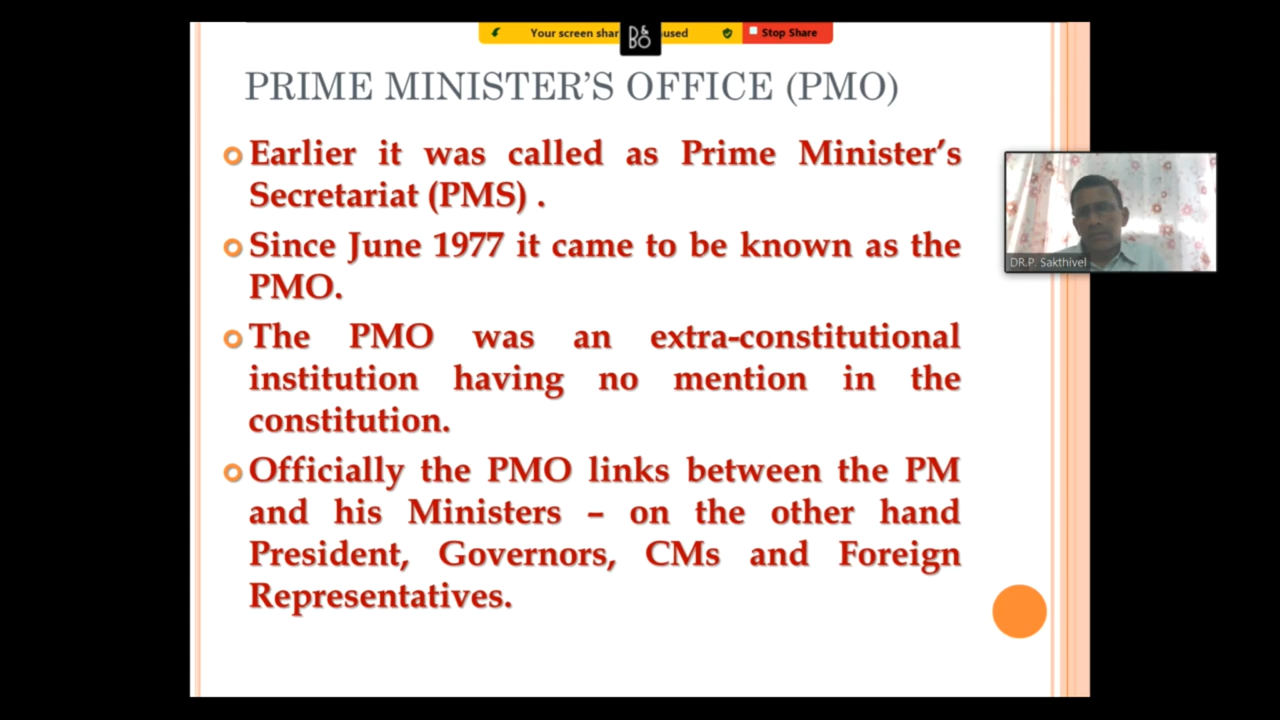 Your screen shar
used
Stop Share
B&O
PRIME MINISTER'S OFFICE (PMO)
Earlier it was called as Prime Minister's
Secretariat (PMS) .
Since June 1977 it came to be known as the
PMO.
The PMO was an extra-constitutional
institution having no mention in the
constitution.
Officially the PMO links between the PM
and his Ministers – on the other hand
President, Governors, CMs and Foreign
Representatives.
DR.P. Sakthivel